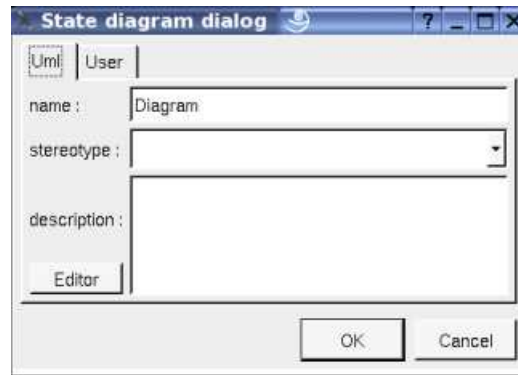 State diagram dialog ? _ □ X
Uml User
name : Diagram
stereotype :
description :
Editor
OK Cancel